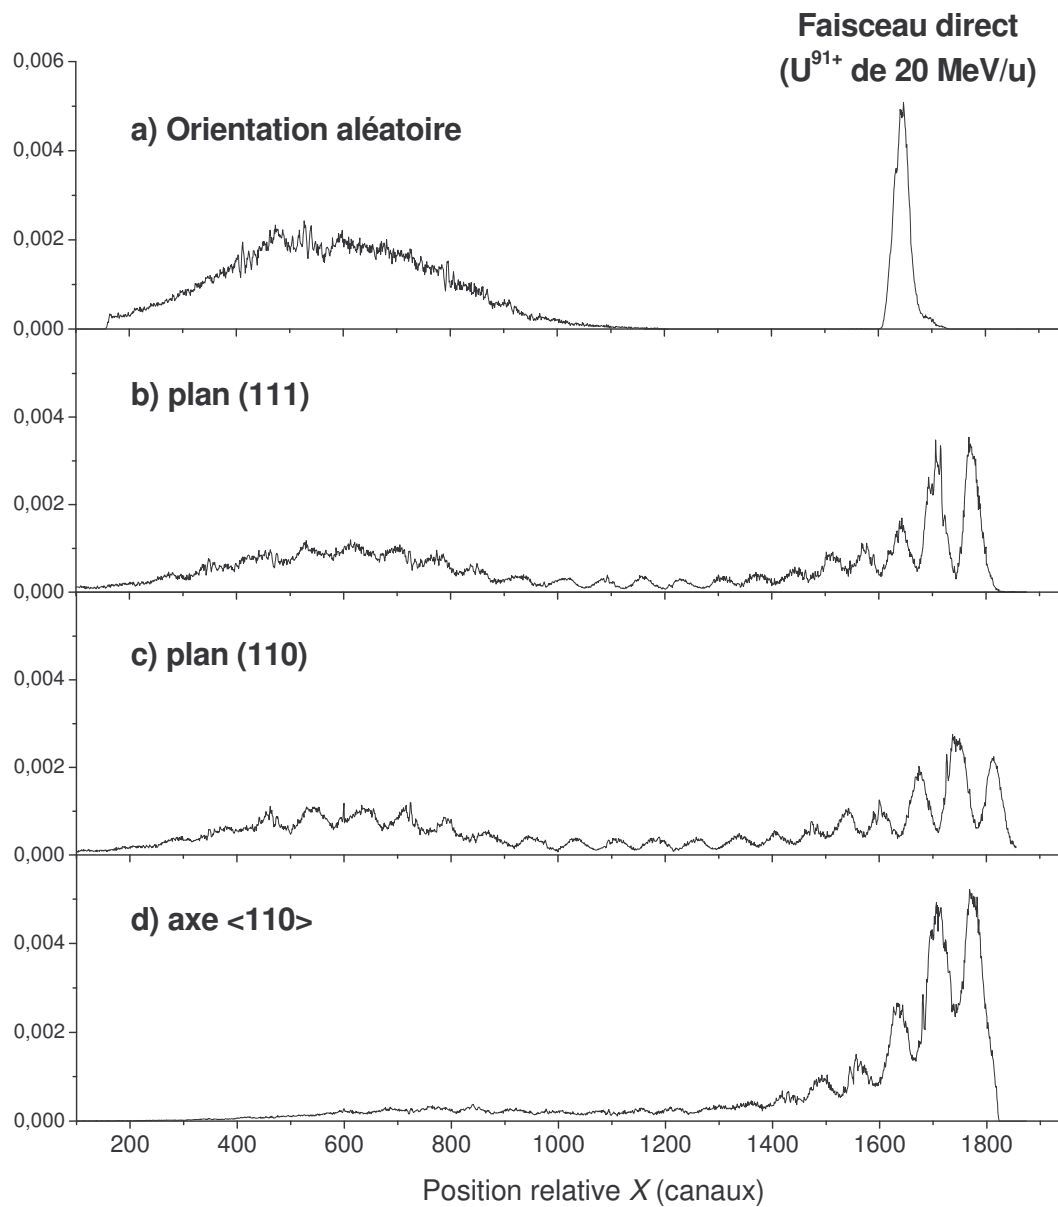 Faisceau direct
(U⁹¹⁺ de 20 MeV/u)
0,006
a) Orientation aléatoire
0,004
0,002
0,000
b) plan (111)
0,004
0,002
0,000
c) plan (110)
0,004
0,002
0,000
d) axe <110>
0,004
0,002
0,000
200 400 600 800 1000 1200 1400 1600 1800
Position relative X (canaux)